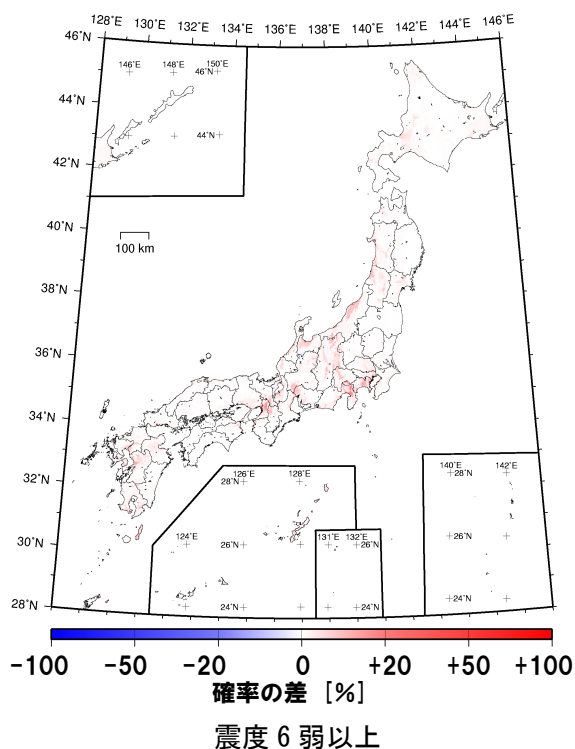 128˚E 130˚E 132˚E 134˚E 136˚E 138˚E 140˚E 142˚E 144˚E 146˚E
46˚N
146˚E 148˚E 150˚E
46˚N
44˚N
44˚N
42˚N
40˚N
100 km
38˚N
36˚N
34˚N
32˚N
126˚E 128˚E
28˚N
140˚E 142˚E
28˚N
124˚E
131˚E 132˚E
30˚N
26˚N
26˚N
26˚N
28˚N
24˚N
24˚N
24˚N
-100 -50 -20 0 +20 +50 +100
確率の差 [%]
震度６弱以上